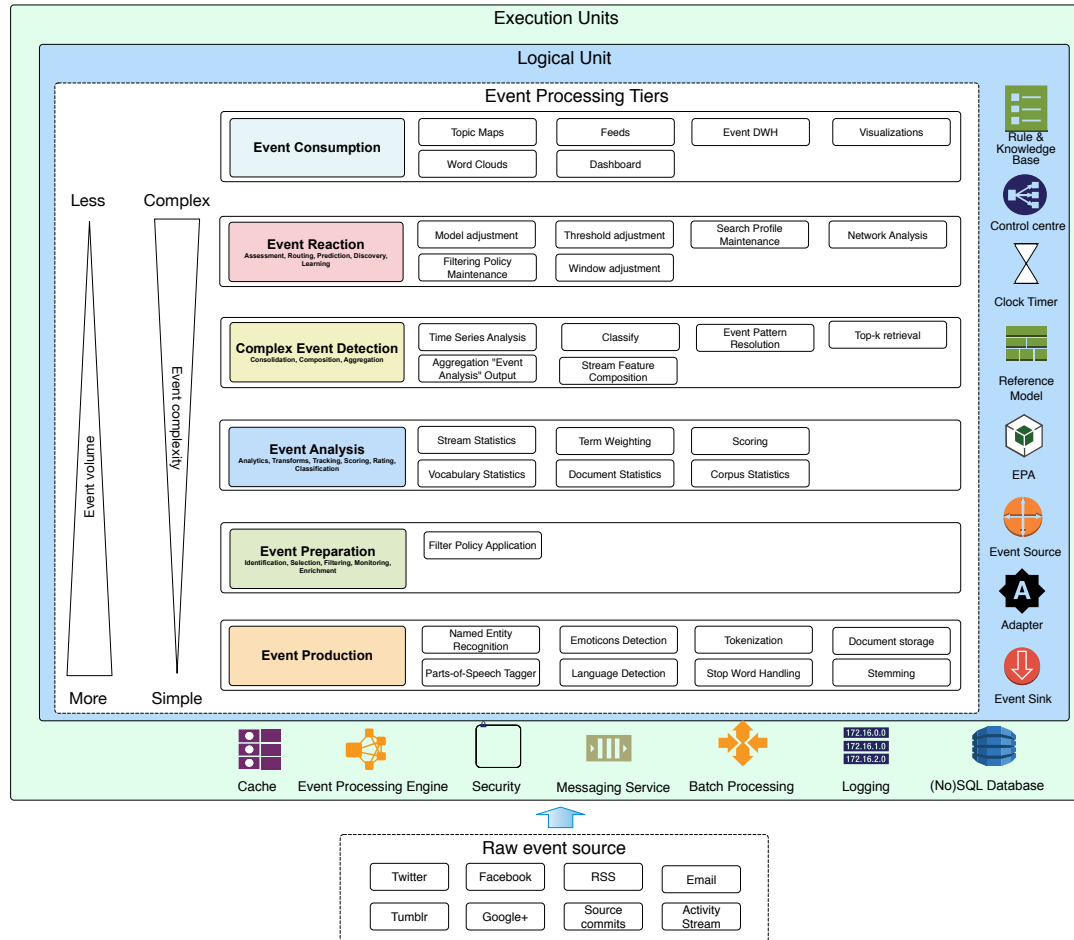 Execution Units
Logical Unit
Event Processing Tiers
Event Consumption
Topic Maps
Feeds
Event DWH
Visualizations
Word Clouds
Dashboard
Less
Complex
Event Reaction
Assessment, Routing, Prediction, Discovery,
Learning
Model adjustment
Threshold adjustment
Search Profile
Maintenance
Network Analysis
Filtering Policy
Maintenance
Window adjustment
Complex Event Detection
Consolidation, Composition, Aggregation
Time Series Analysis
Classify
Event Pattern
Resolution
Top-k retrieval
Aggregation "Event
Analysis" Output
Stream Feature
Composition
Event volume
Event complexity
Event Analysis
Analytics, Transforms, Tracking, Scoring, Rating,
Classification
Stream Statistics
Term Weighting
Scoring
Vocabulary Statistics
Document Statistics
Corpus Statistics
Event Preparation
Identification, Selection, Filtering, Monitoring,
Enrichment
Filter Policy Application
Event Production
Named Entity
Recognition
Emoticons Detection
Tokenization
Document storage
Parts-of-Speech Tagger
Language Detection
Stop Word Handling
Stemming
More
Simple
Rule &
Knowledge
Base
Control centre
Clock Timer
Reference
Model
EPA
Event Source
A
Adapter
Event Sink
Cache
Event Processing Engine
Security
Messaging Service
Batch Processing
172.16.0.0
172.16.1.0
172.16.2.0
Logging
(No)SQL Database
Raw event source
Twitter
Facebook
RSS
Email
Tumblr
Google+
Source
commits
Activity
Stream